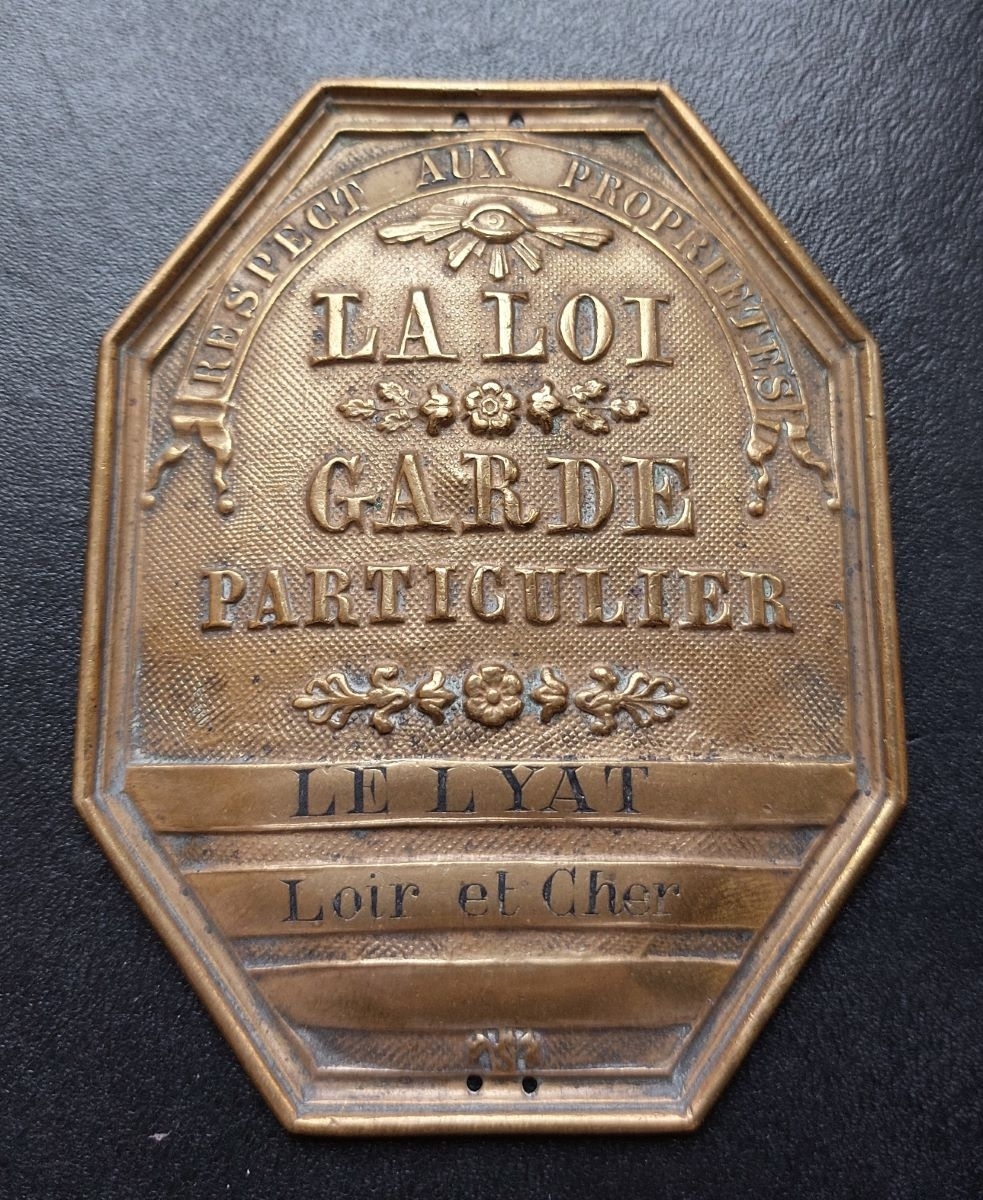 RESPECT AUX PROPRIETES
LA LOI
GARDE
PARTICULIER
LE LYAT
Loir et Cher